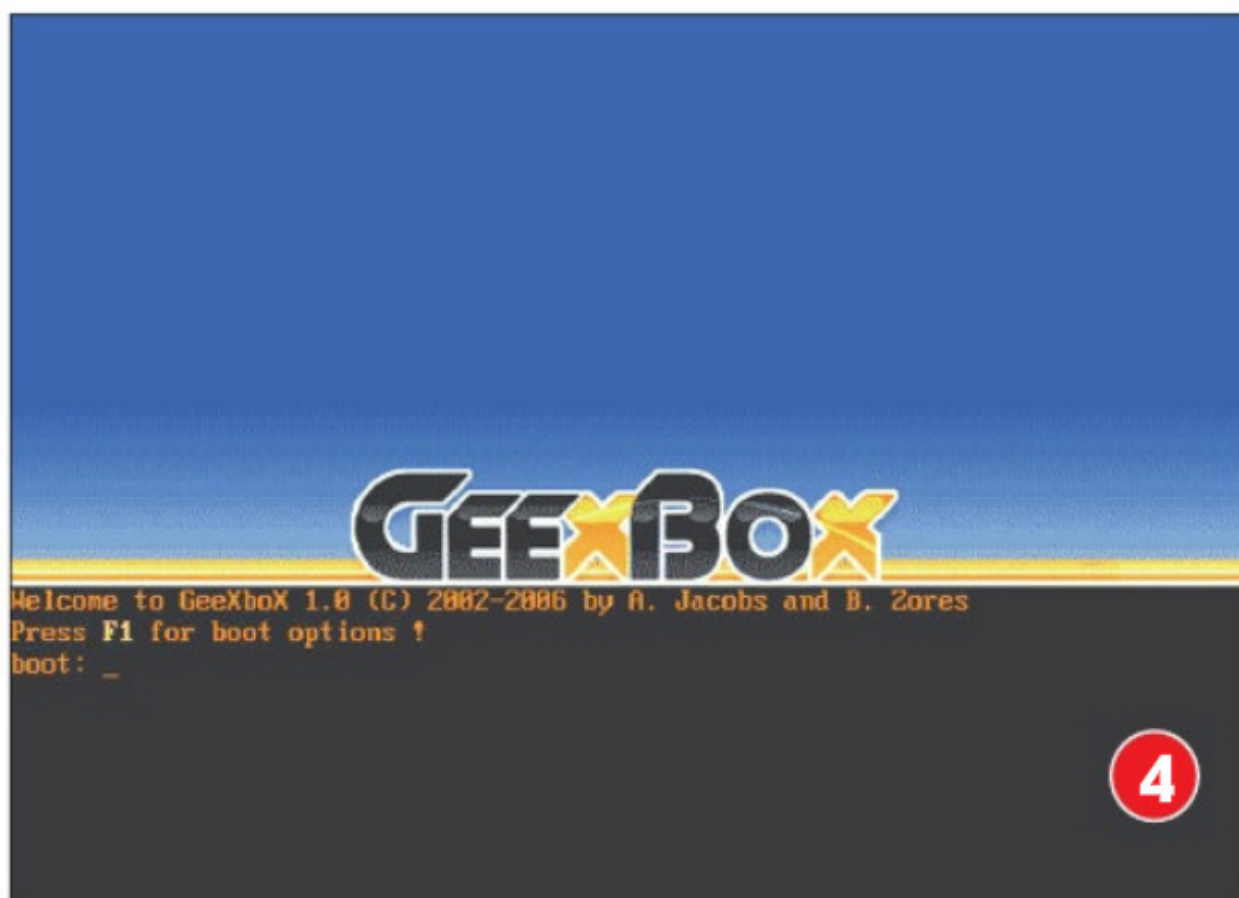 GEEXBOX
Welcome to GeeXboX 1.0 (C) 2002-2006 by A. Jacobs and B. Zores
Press F1 for boot options !
boot: _
4